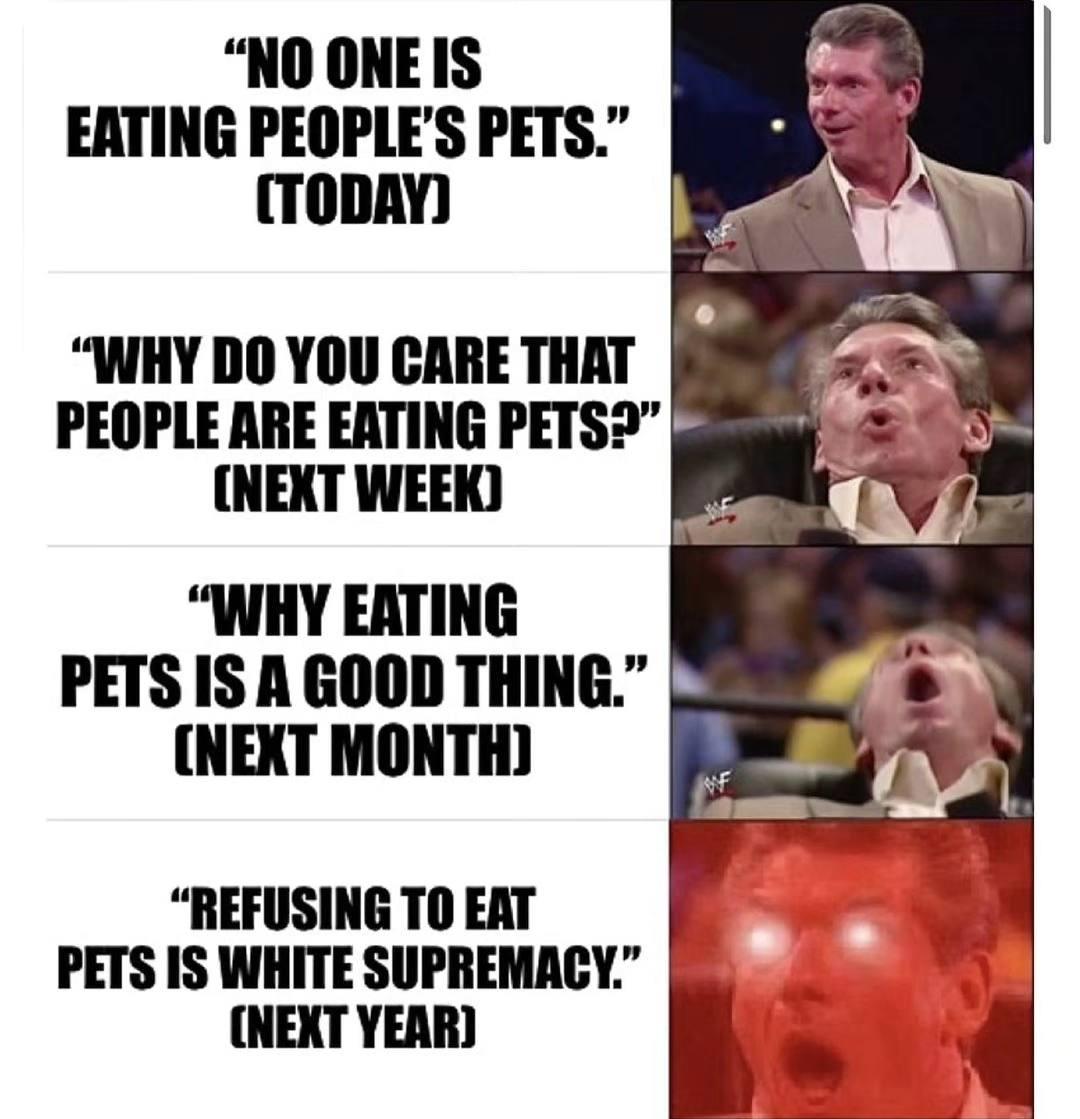 “NO ONE IS
EATING PEOPLE’S PETS.”
(TODAY)
“WHY DO YOU CARE THAT
PEOPLE ARE EATING PETS?”
(NEXT WEEK)
“WHY EATING
PETS IS A GOOD THING.”
(NEXT MONTH)
“REFUSING TO EAT
PETS IS WHITE SUPREMACY.”
(NEXT YEAR)